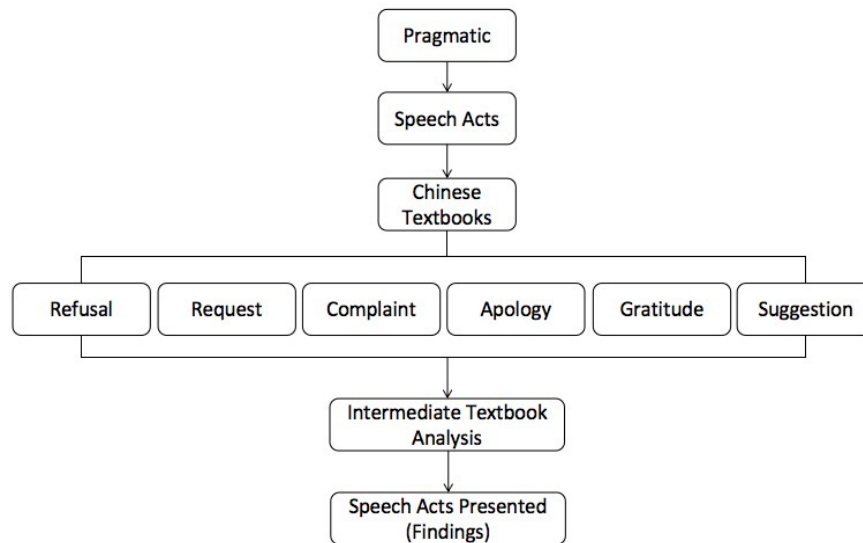 Pragmatic
Speech Acts
Chinese
Textbooks
Refusal
Request
Complaint
Apology
Gratitude
Suggestion
Intermediate Textbook
Analysis
Speech Acts Presented
(Findings)